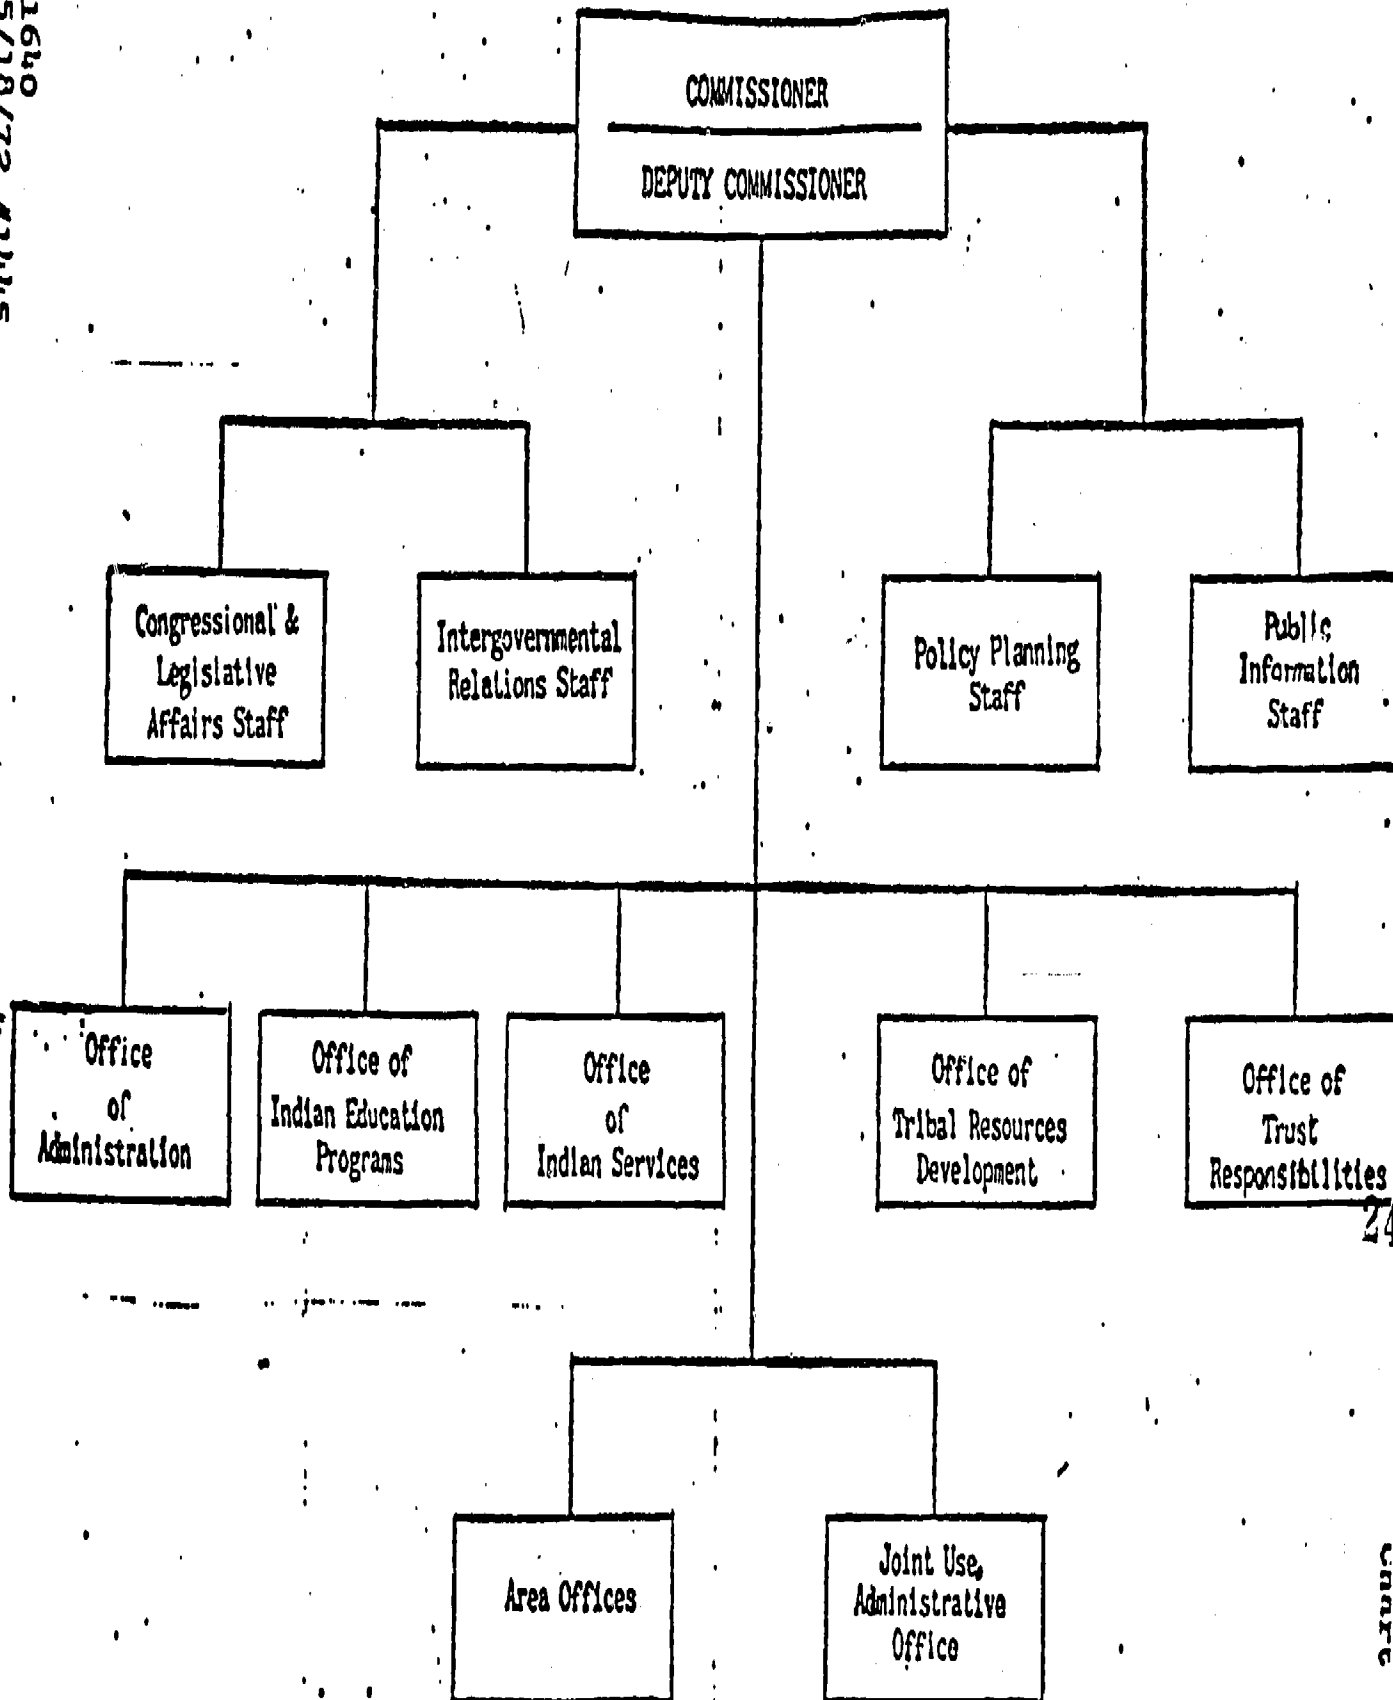 COMMISSIONER
DEPUTY COMMISSIONER
Congressional &
Legislative
Affairs Staff
Intergovernmental
Relations Staff
Policy Planning
Staff
Public
Information
Staff
Office
of
Administration
Office of
Indian Education
Programs
Office
of
Indian Services
Office of
Tribal Resources
Development
Office of
Trust
Responsibilities
24
Area Offices
Joint Use
Administrative
Office